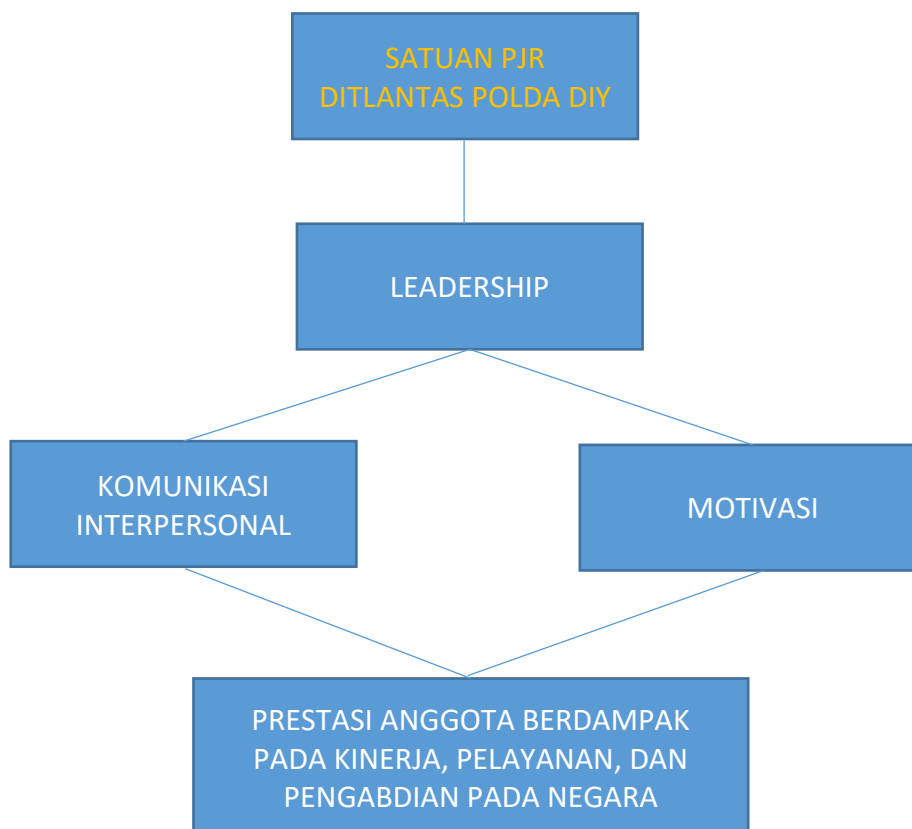 SATUAN PJR
DITLANTAS POLDA DIY
LEADERSHIP
KOMUNIKASI
INTERPERSONAL
MOTIVASI
PRESTASI ANGGOTA BERDAMPAK
PADA KINERJA, PELAYANAN, DAN
PENGABDIAN PADA NEGARA